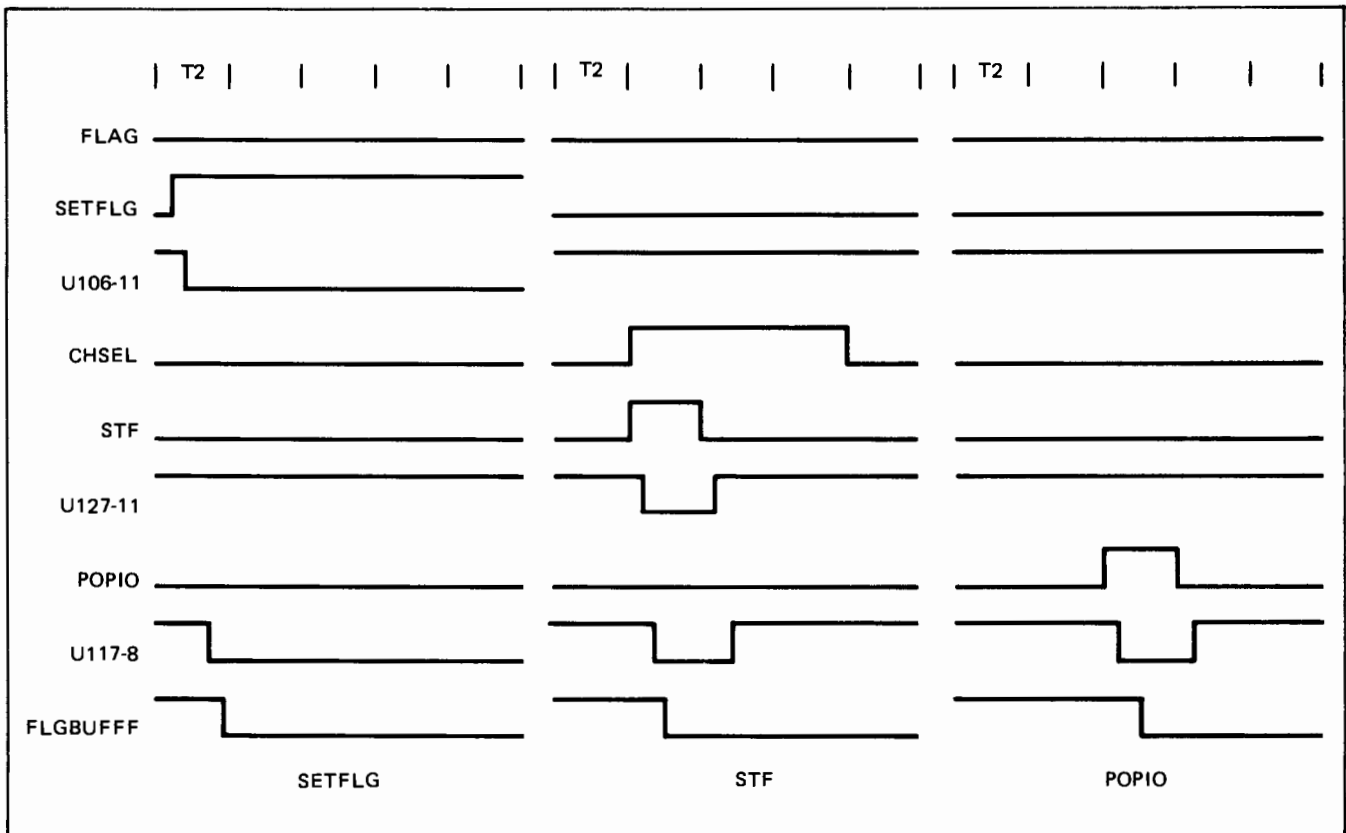 T2 T2 T2
FLAG
SETFLG
U106-11
CHSEL
STF
U127-11
POPIO
U117-8
FLGBUFFF
SETFLG STF POPIO